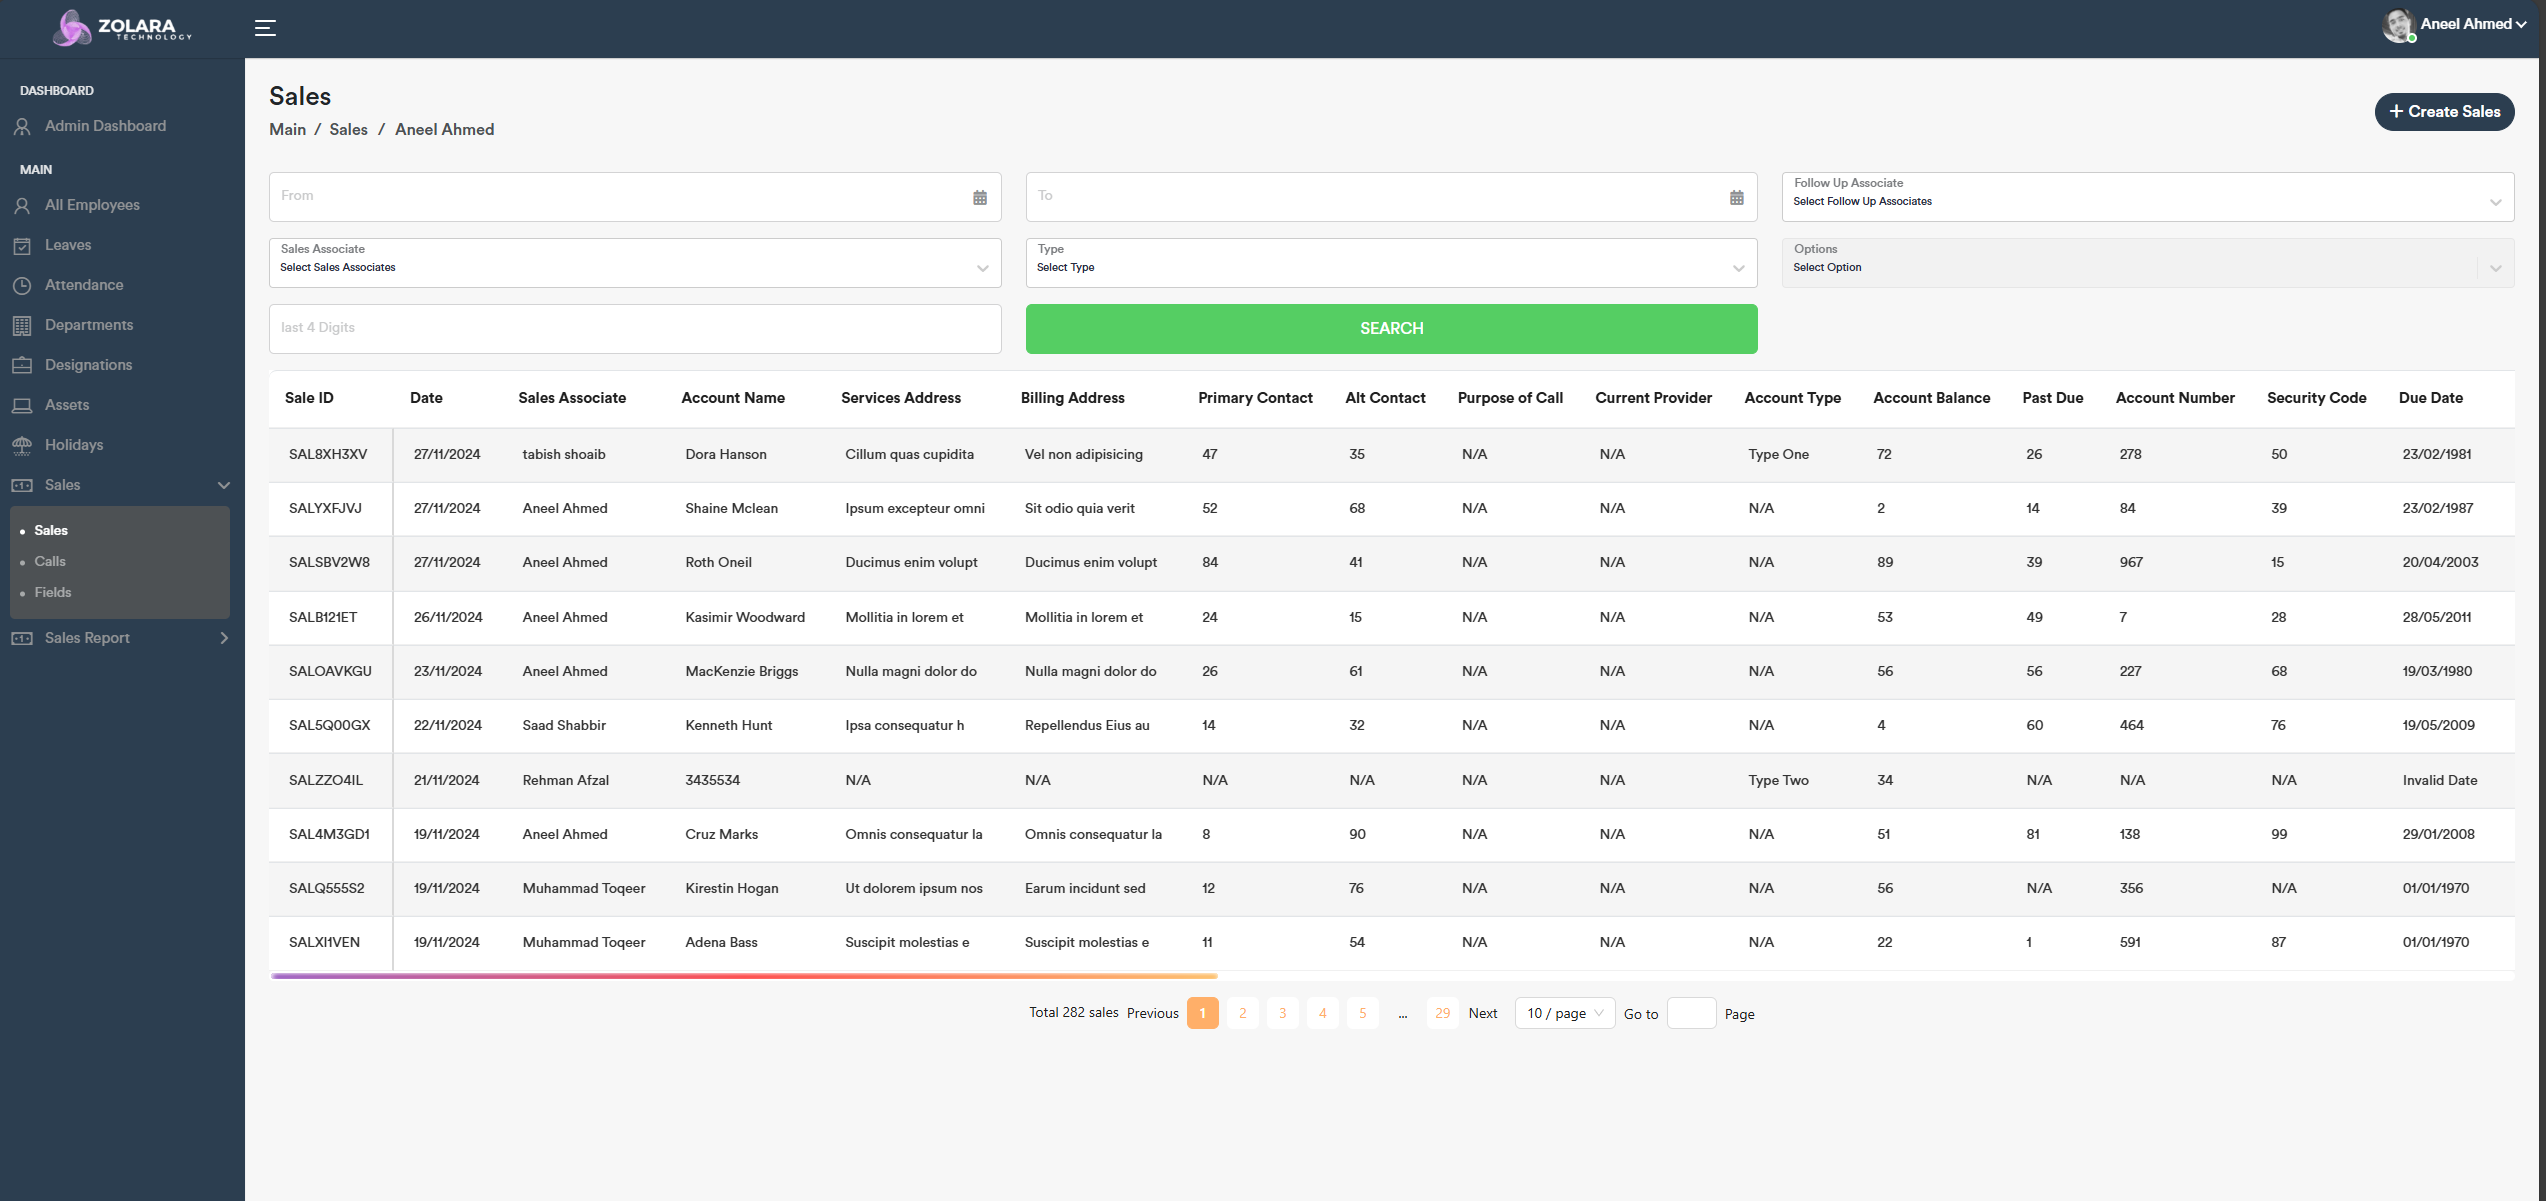 ZOLARA
TECHNOLOGY
Aneel Ahmed
DASHBOARD
Admin Dashboard
MAIN
All Employees
Leaves
Attendance
Departments
Designations
Assets
Holidays
Sales
Sales
Calls
Fields
Sales Report
Sales
Main / Sales / Aneel Ahmed
+ Create Sales
From
To
Follow Up Associate
Select Follow Up Associates
Sales Associate
Select Sales Associates
Type
Select Type
Options
Select Option
last 4 Digits
SEARCH
Sale ID Date Sales Associate Account Name Services Address Billing Address Primary Contact Alt Contact Purpose of Call Current Provider Account Type Account Balance Past Due Account Number Security Code Due Date
SAL8XH3XV 27/11/2024 tabish shoaib Dora Hanson Cillum quas cupidita Vel non adipisicing 47 35 N/A N/A Type One 72 26 278 50 23/02/1981
SALYXFJVJ 27/11/2024 Aneel Ahmed Shaine Mclean Ipsum excepteur omni Sit odio quia verit 52 68 N/A N/A N/A 2 14 84 39 23/02/1987
SALSBV2W8 27/11/2024 Aneel Ahmed Roth Oneil Ducimus enim volupt Ducimus enim volupt 84 41 N/A N/A N/A 89 39 967 15 20/04/2003
SALB121ET 26/11/2024 Aneel Ahmed Kasimir Woodward Mollitia in lorem et Mollitia in lorem et 24 15 N/A N/A N/A 53 49 7 28 28/05/2011
SALOAVKGU 23/11/2024 Aneel Ahmed MacKenzie Briggs Nulla magni dolor do Nulla magni dolor do 26 61 N/A N/A N/A 56 56 227 68 19/03/1980
SAL5Q00GX 22/11/2024 Saad Shabbir Kenneth Hunt Ipsa consequatur h Repellendus Eius au 14 32 N/A N/A N/A 4 60 464 76 19/05/2009
SALZZO4IL 21/11/2024 Rehman Afzal 3435534 N/A N/A N/A N/A N/A N/A Type Two 34 N/A N/A N/A Invalid Date
SAL4M3GD1 19/11/2024 Aneel Ahmed Cruz Marks Omnis consequatur la Omnis consequatur la 8 90 N/A N/A N/A 51 81 138 99 29/01/2008
SALQ555S2 19/11/2024 Muhammad Toqeer Kirestin Hogan Ut dolorem ipsum nos Earum incidunt sed 12 76 N/A N/A N/A 56 N/A 356 N/A 01/01/1970
SALXI1VEN 19/11/2024 Muhammad Toqeer Adena Bass Suscipit molestias e Suscipit molestias e 11 54 N/A N/A N/A 22 1 591 87 01/01/1970
Total 282 sales Previous 1 2 3 4 5 ... 29 Next 10 / page Go to Page